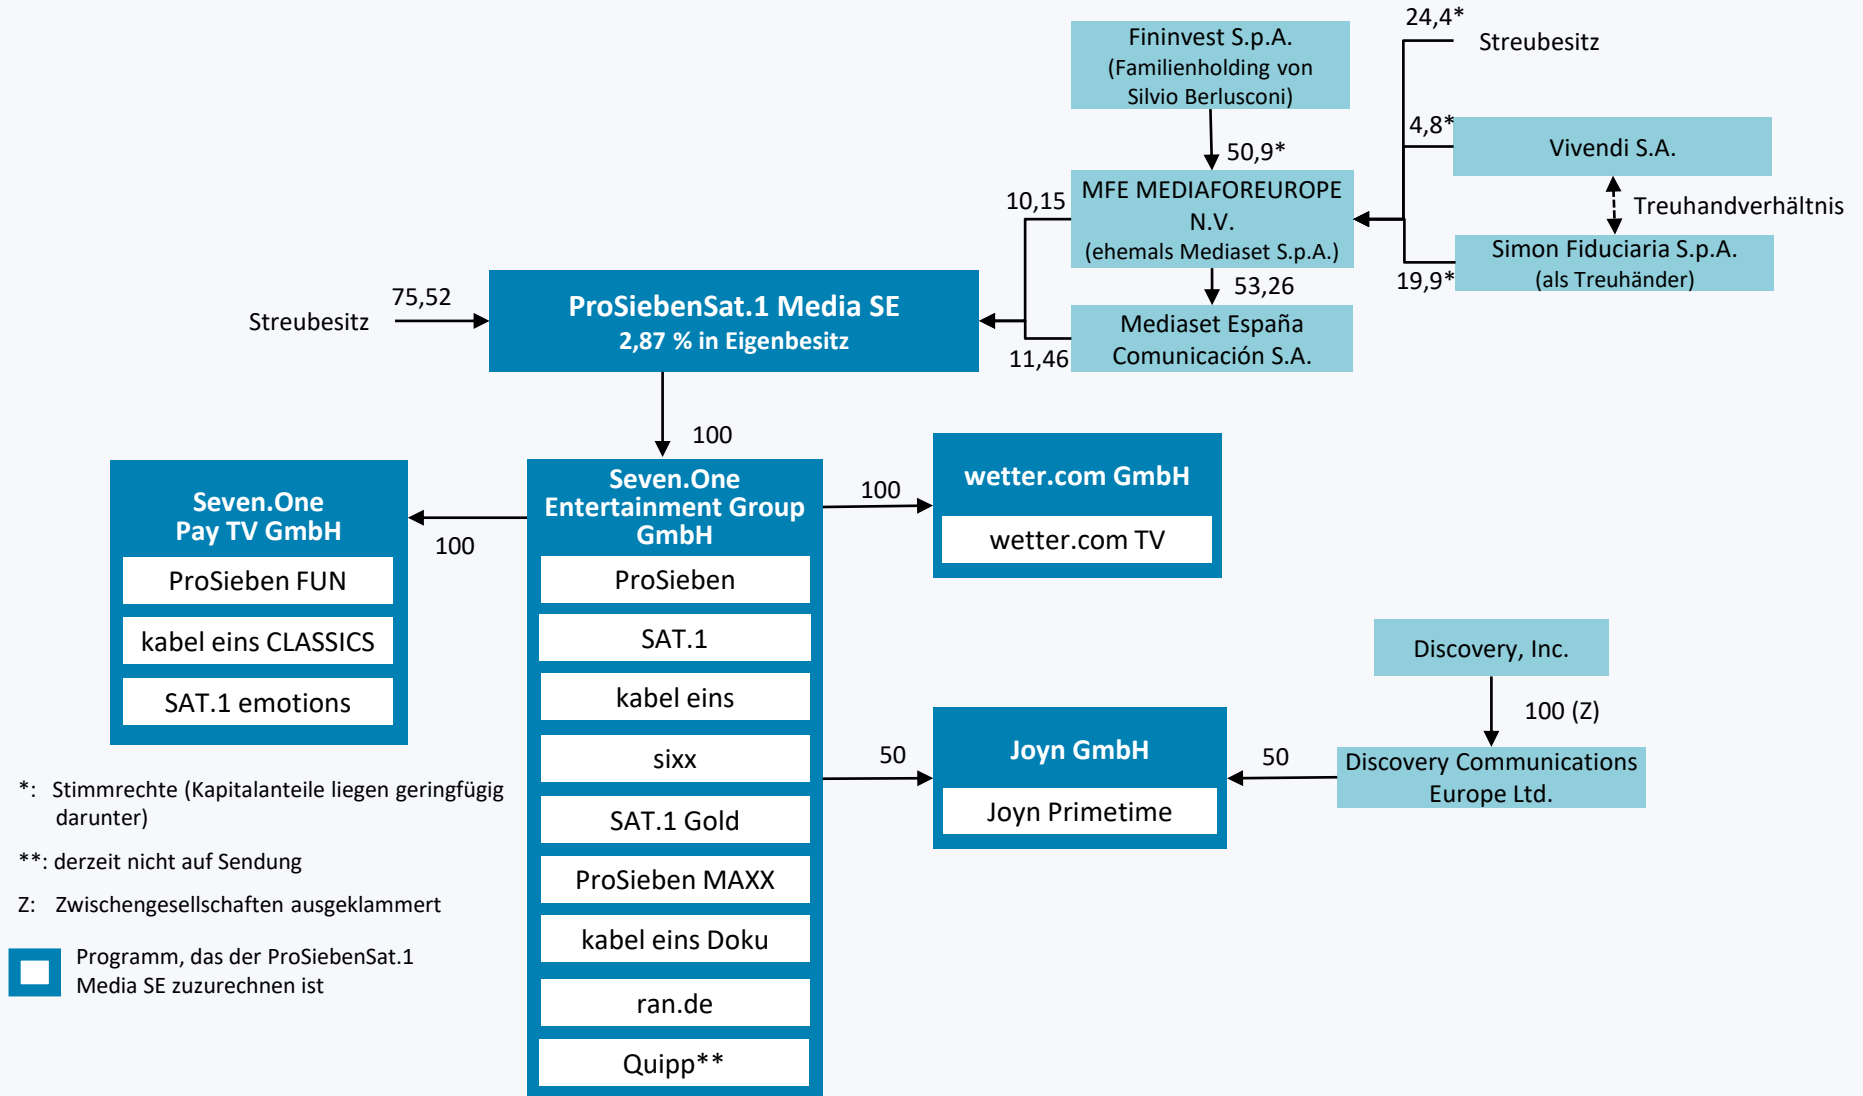 24,4*
Streubesitz
Fininvest S.p.A.
(Familienholding von
Silvio Berlusconi)
4,8*
Vivendi S.A.
50,9*
MFE MEDIAFOREUROPE
N.V.
(ehemals Mediaset S.p.A.)
10,15
Treuhandverhältnis
Simon Fiduciaria S.p.A.
(als Treuhänder)
19,9*
53,26
75,52
Streubesitz
ProSiebenSat.1 Media SE
2,87 % in Eigenbesitz
Mediaset España
Comunicación S.A.
11,46
100
Seven.One
Pay TV GmbH
ProSieben FUN
kabel eins CLASSICS
SAT.1 emotions
100
Seven.One
Entertainment Group
GmbH
ProSieben
SAT.1
kabel eins
sixx
SAT.1 Gold
ProSieben MAXX
kabel eins Doku
ran.de
Quipp**
100
wetter.com GmbH
wetter.com TV
50
Joyn GmbH
Joyn Primetime
50
Discovery, Inc.
100 (Z)
Discovery Communications
Europe Ltd.
*: Stimmrechte (Kapitalanteile liegen geringfügig
darunter)
**: derzeit nicht auf Sendung
Z: Zwischengesellschaften ausgeklammert
Programm, das der ProSiebenSat.1
Media SE zuzurechnen ist